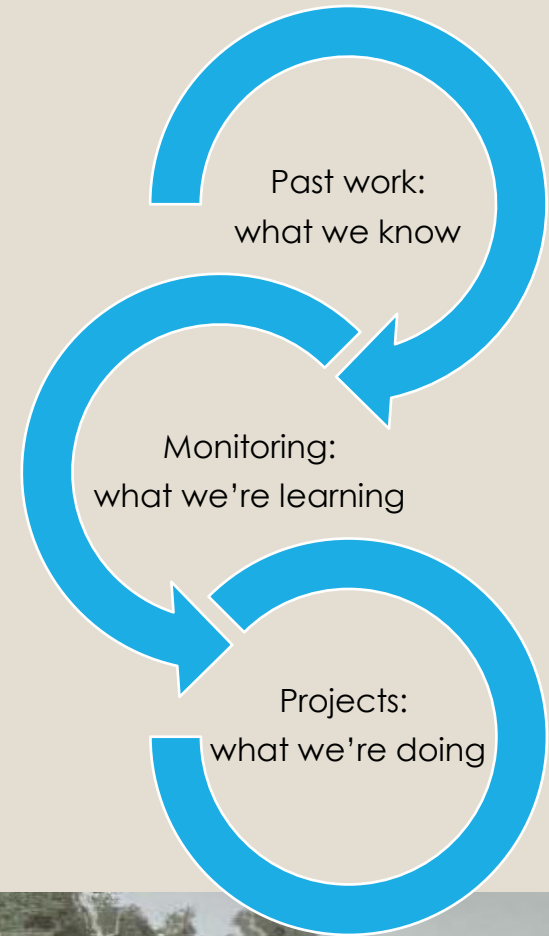 Past work:
what we know
Monitoring:
what we’re learning
Projects:
what we’re doing